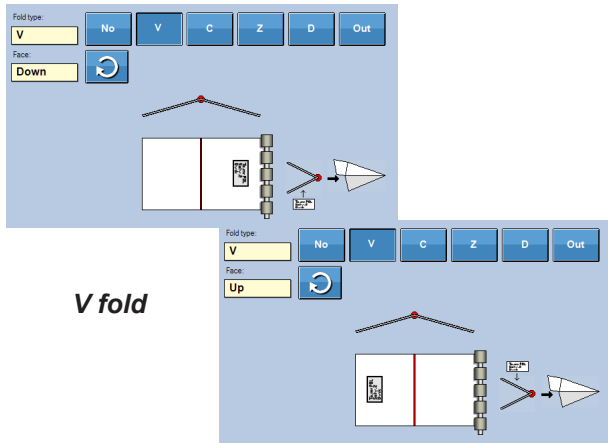 Fold type:
V
No
V
C
Z
D
Out
Face:
Down
Fold type:
V
No
V
C
Z
D
Out
Face:
Up
V fold